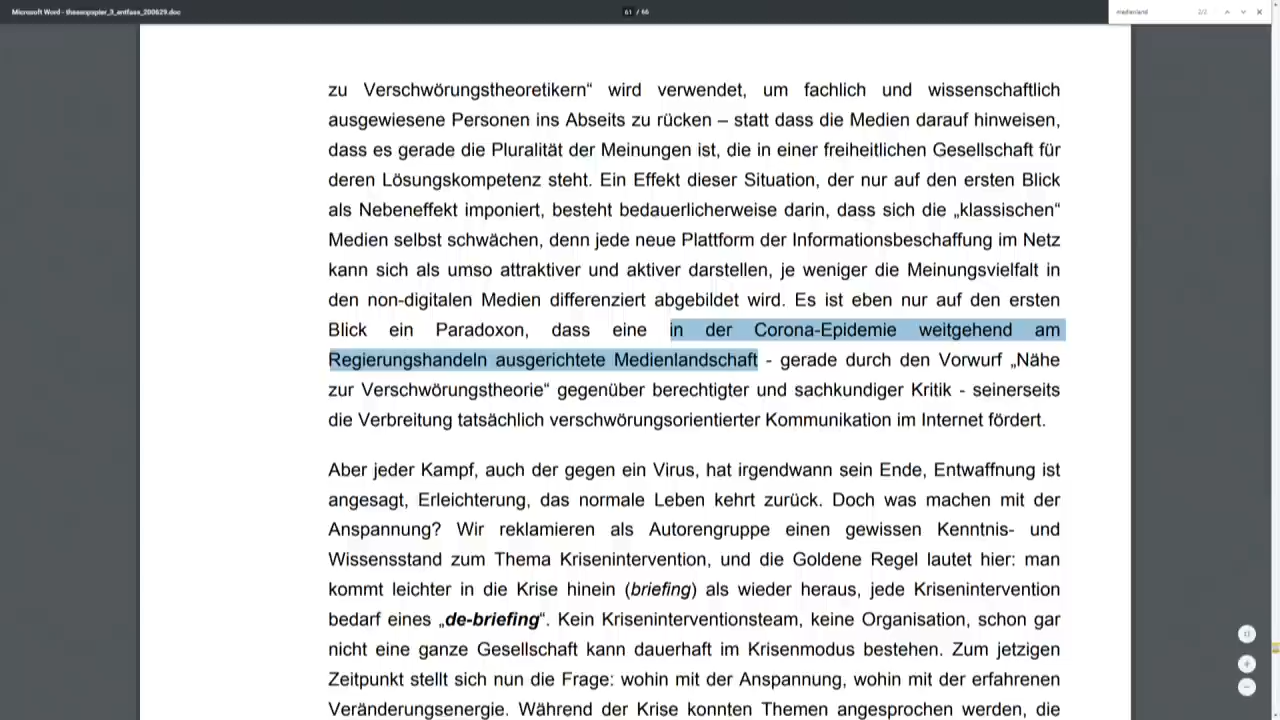 Microsoft Word - thesenpapier_3_endfass_200629.doc
61 / 66
medienland
2/2
zu Verschwörungstheoretikern“ wird verwendet, um fachlich und wissenschaftlich
ausgewiesene Personen ins Abseits zu rücken – statt dass die Medien darauf hinweisen,
dass es gerade die Pluralität der Meinungen ist, die in einer freiheitlichen Gesellschaft für
deren Lösungskompetenz steht. Ein Effekt dieser Situation, der nur auf den ersten Blick
als Nebeneffekt imponiert, besteht bedauerlicherweise darin, dass sich die „klassischen“
Medien selbst schwächen, denn jede neue Plattform der Informationsbeschaffung im Netz
kann sich als umso attraktiver und aktiver darstellen, je weniger die Meinungsvielfalt in
den non-digitalen Medien differenziert abgebildet wird. Es ist eben nur auf den ersten
Blick ein Paradoxon, dass eine in der Corona-Epidemie weitgehend am
Regierungshandeln ausgerichtete Medienlandschaft - gerade durch den Vorwurf „Nähe
zur Verschwörungstheorie“ gegenüber berechtigter und sachkundiger Kritik - seinerseits
die Verbreitung tatsächlich verschwörungsorientierter Kommunikation im Internet fördert.
Aber jeder Kampf, auch der gegen ein Virus, hat irgendwann sein Ende, Entwaffnung ist
angesagt, Erleichterung, das normale Leben kehrt zurück. Doch was machen mit der
Anspannung? Wir reklamieren als Autorengruppe einen gewissen Kenntnis- und
Wissensstand zum Thema Krisenintervention, und die Goldene Regel lautet hier: man
kommt leichter in die Krise hinein (briefing) als wieder heraus, jede Krisenintervention
bedarf eines „de-briefing“. Kein Kriseninterventionsteam, keine Organisation, schon gar
nicht eine ganze Gesellschaft kann dauerhaft im Krisenmodus bestehen. Zum jetzigen
Zeitpunkt stellt sich nun die Frage: wohin mit der Anspannung, wohin mit der erfahrenen
Veränderungsenergie. Während der Krise konnten Themen angesprochen werden, die